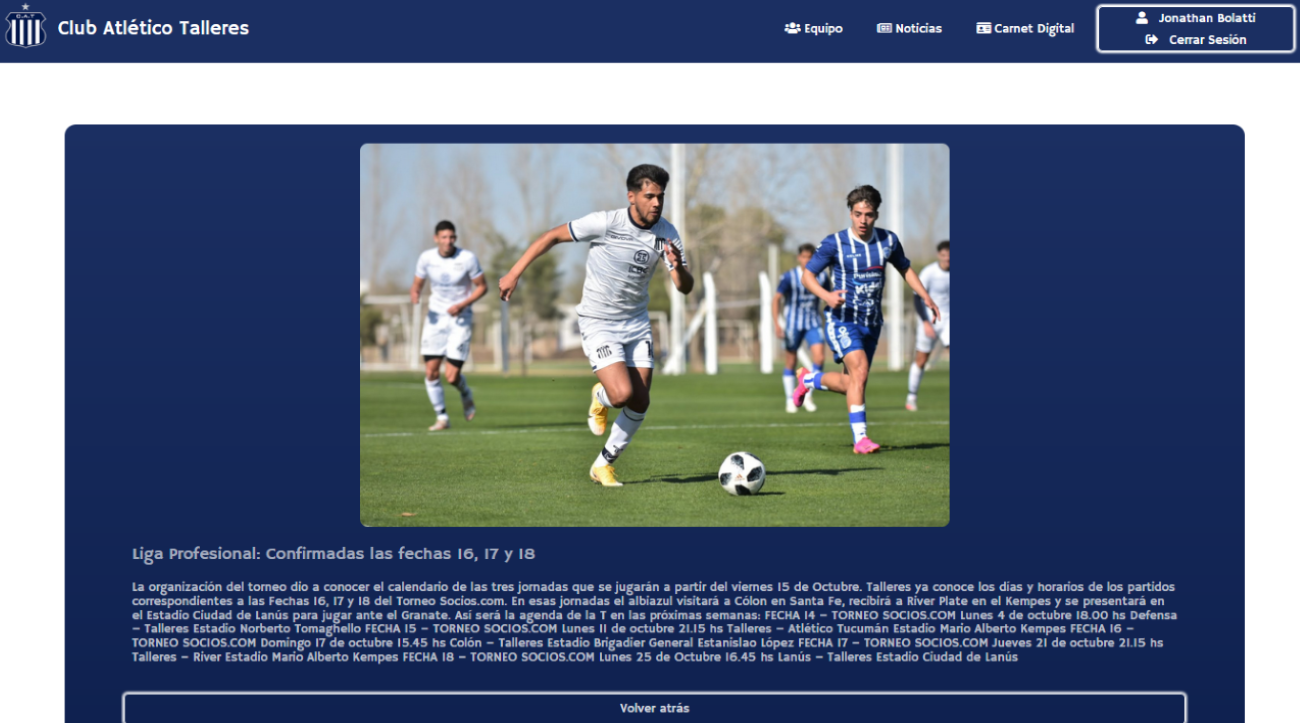 C.A.T
Club Atlético Talleres
Equipo
Noticias
Carnet Digital
Jonathan Bolatti
Cerrar Sesión
Liga Profesional: Confirmadas las fechas 16, 17 y 18
La organización del torneo dio a conocer el calendario de las tres jornadas que se jugarán a partir del viernes 15 de Octubre. Talleres ya conoce los días y horarios de los partidos
correspondientes a las Fechas 16, 17 y 18 del Torneo Socios.com. En esas jornadas el albiazul visitará a Cólon en Santa Fe, recibirá a River Plate en el Kempes y se presentará en
el Estadio Ciudad de Lanús para jugar ante el Granate. Así será la agenda de la T en las próximas semanas: FECHA 14 – TORNEO SOCIOS.COM Lunes 4 de octubre 18.00 hs Defensa
– Talleres Estadio Norberto Tomaghello FECHA 15 – TORNEO SOCIOS.COM Lunes 11 de octubre 21.15 hs Talleres – Atlético Tucumán Estadio Mario Alberto Kempes FECHA 16 –
TORNEO SOCIOS.COM Domingo 17 de octubre 15.45 hs Colón – Talleres Estadio Brigadier General Estanislao López FECHA 17 – TORNEO SOCIOS.COM Jueves 21 de octubre 21.15 hs
Talleres – River Estadio Mario Alberto Kempes FECHA 18 – TORNEO SOCIOS.COM Lunes 25 de Octubre 16.45 hs Lanús – Talleres Estadio Ciudad de Lanús
Volver atrás